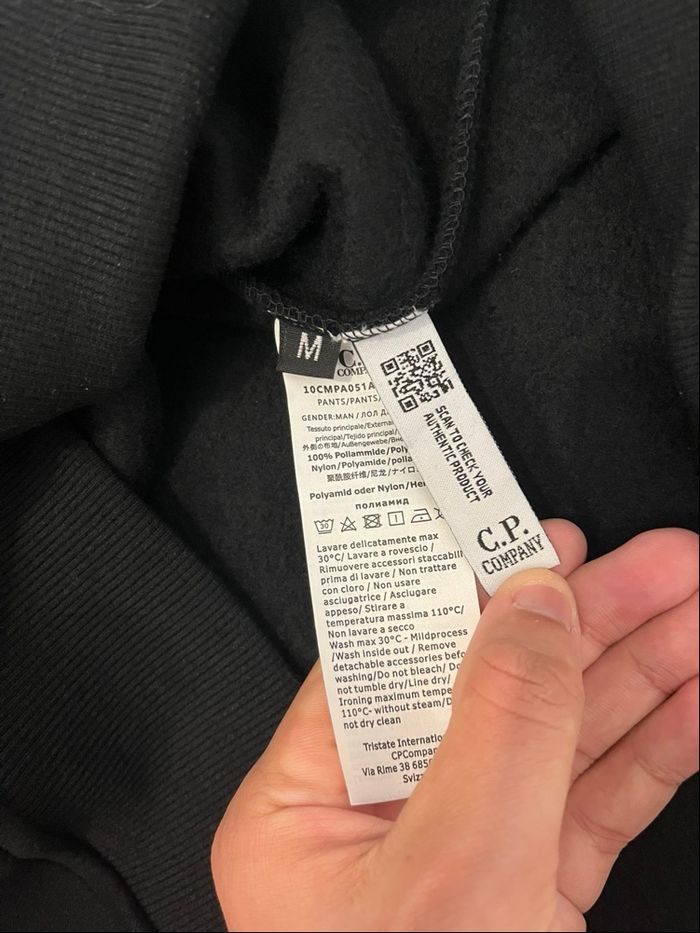 M
C.
COMP
10CMPA051A
PANTS/PANTS/
GENDER:MAN / ПОЛ Д
Tessuto principale/External
principal/Tejido principal/
外側の布地/Außengewebe/Вне
100% Poliammide/Poly
Nylon/Polyamide/polia
聚酰胺纤维/尼龙/ナイロ
Polyamid oder Nylon/Не
полиамид
30
Lavare delicatamente max
30°C/ Lavare a rovescio /
Rimuovere accessori staccabili
prima di lavare / Non trattare
con cloro / Non usare
asciugatrice / Asciugare
appeso/ Stirare a
temperatura massima 110°C/
Non lavare a secco
Wash max 30°C - Mildprocess
/Wash inside out / Remove
detachable accessories befo
washing/Do not bleach/ Do
not tumble dry/Line dry/
Ironing maximum tempe
110°C- without steam/D
not dry clean
Tristate Internatio
CPCompan
Via Rime 38 685
Svizz
SCAN TO CHECK YOUR
AUTHENTIC PRODUCT
C.P.
COMPANY